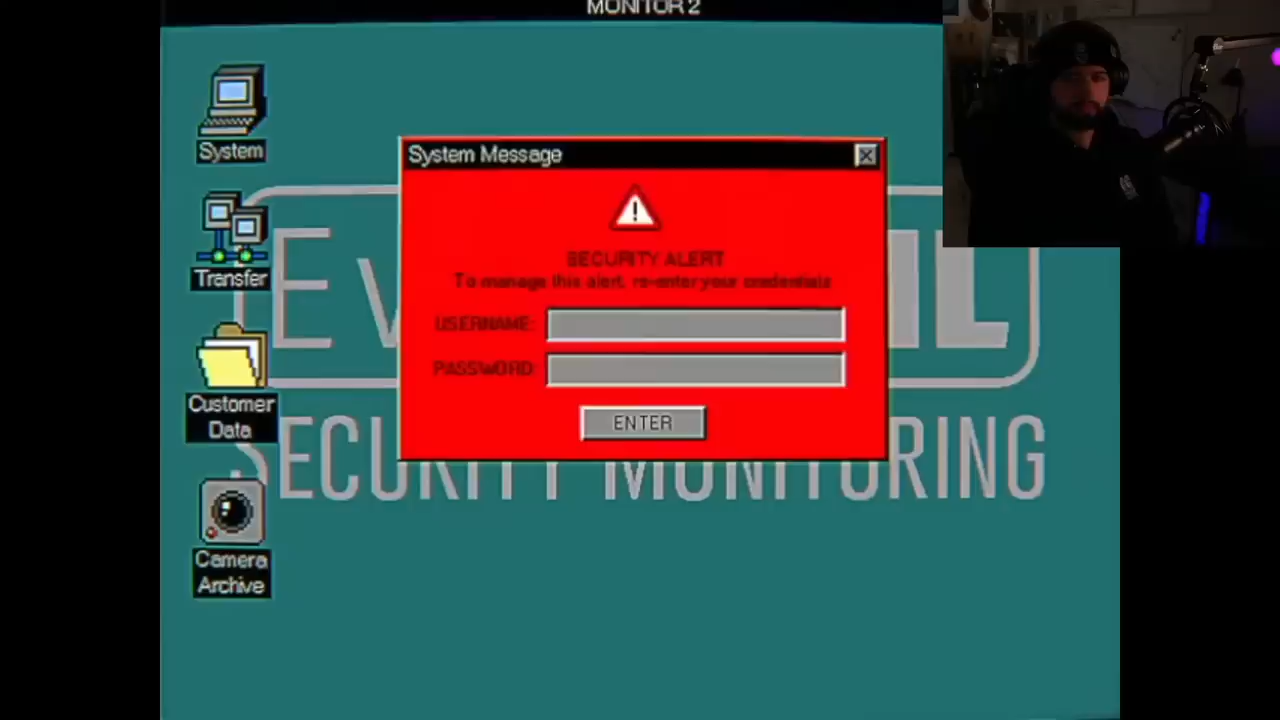 MONITOR 2
System
System Message
Transfer
SECURITY ALERT
To manage this alert, re-enter your credentials
USERNAME:
PASSWORD:
ENTER
Customer
Data
SECURITY MONITORING
Camera
Archive